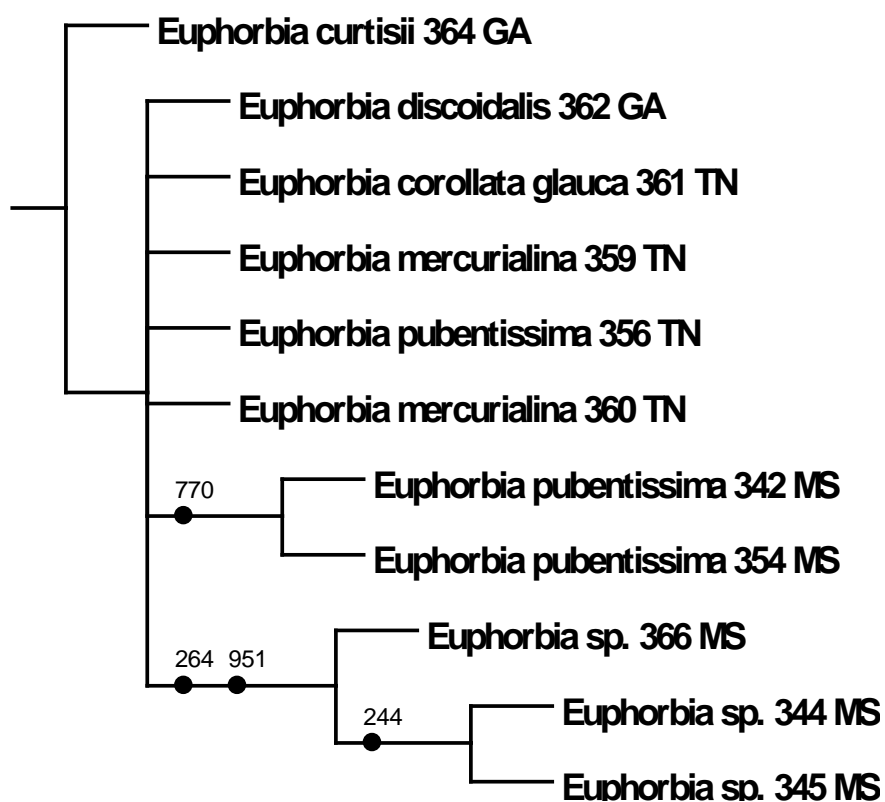 Euphorbia curtisii 364 GA
Euphorbia discoidalis 362 GA
Euphorbia corollata glauca 361 TN
Euphorbia mercurialina 359 TN
Euphorbia pubentissima 356 TN
Euphorbia mercurialina 360 TN
770
Euphorbia pubentissima 342 MS
Euphorbia pubentissima 354 MS
Euphorbia sp. 366 MS
264 951
Euphorbia sp. 344 MS
244
Euphorbia sp. 345 MS